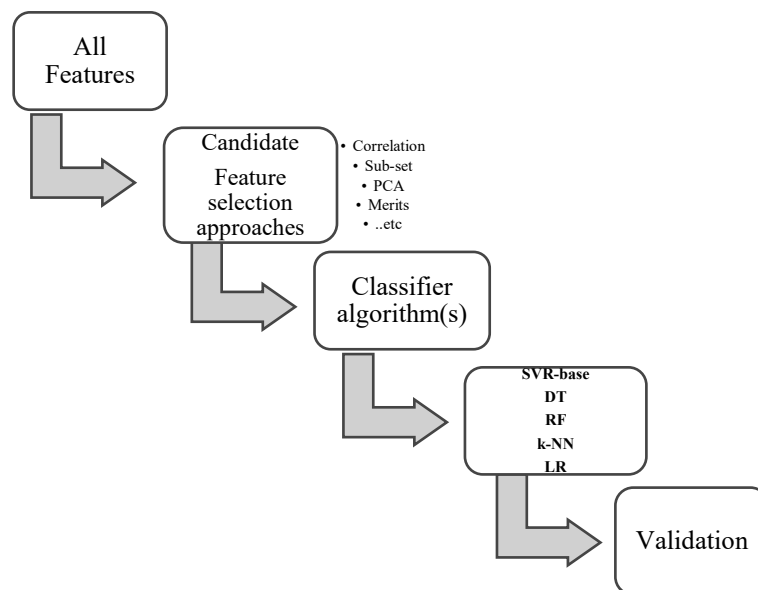 All
Features
Candidate
Feature
selection
approaches
• Correlation
• Sub-set
• PCA
• Merits
• ..etc
Classifier
algorithm(s)
SVR-base
DT
RF
k-NN
LR
Validation